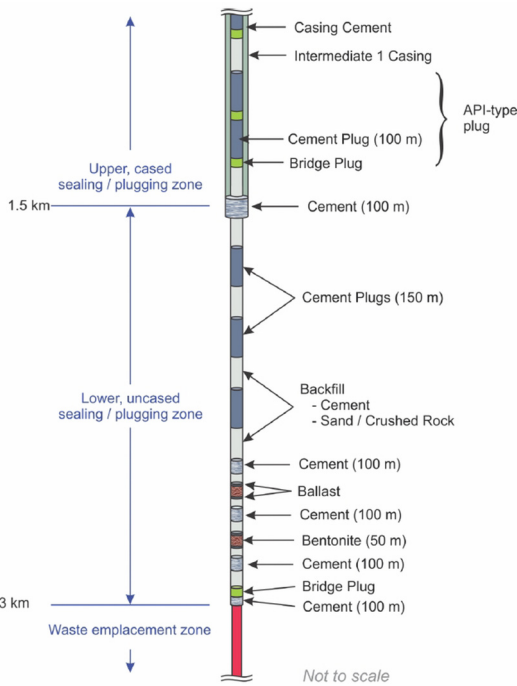 Casing Cement
Intermediate 1 Casing
API-type
plug
Cement Plug (100 m)
Bridge Plug
Upper, cased
sealing / plugging zone
1.5 km
Cement (100 m)
Cement Plugs (150 m)
Backfill
- Cement
- Sand / Crushed Rock
Lower, uncased
sealing / plugging zone
Cement (100 m)
Ballast
Cement (100 m)
Bentonite (50 m)
Cement (100 m)
Bridge Plug
3 km
Cement (100 m)
Waste emplacement zone
Not to scale